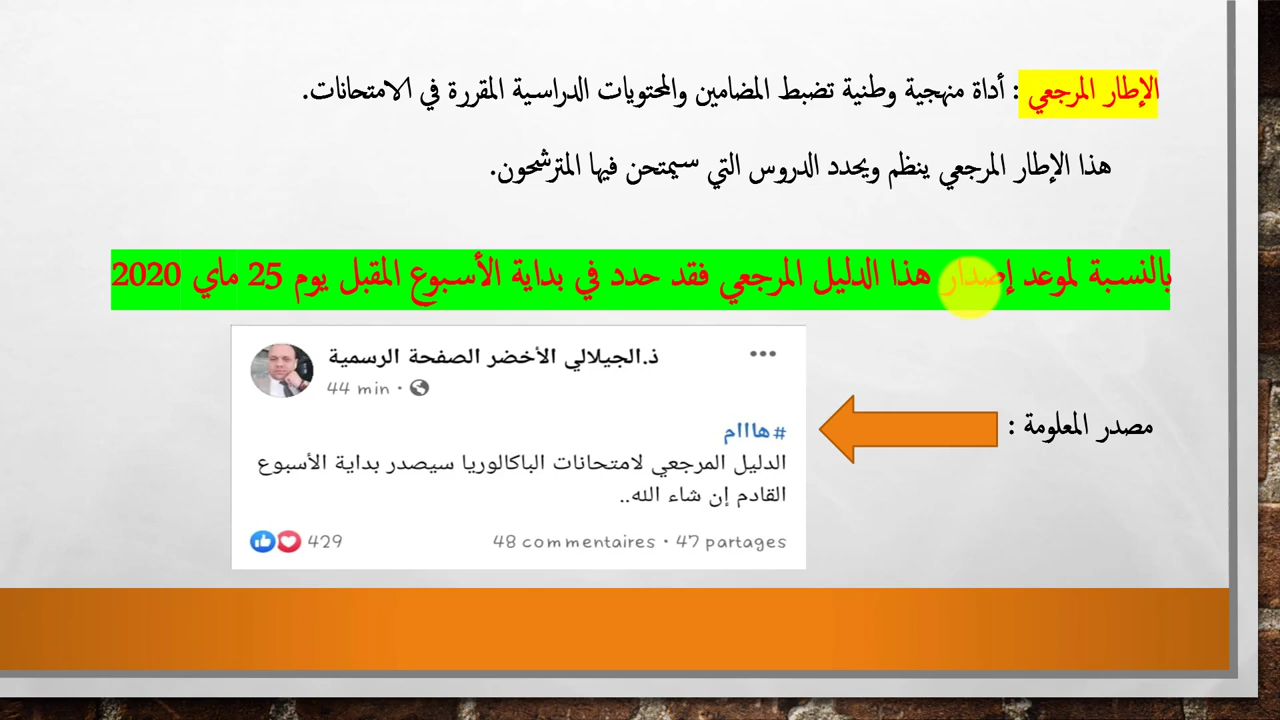 الإطار المرجعي : أداة منهجية وطنية تضبط المضامين والمحتويات الدراسية المقررة في الامتحانات.
هذا الإطار المرجعي ينظم ويحدد الدروس التي سيمتحن فيها المترشحون.
بالنسبة لموعد إصدار هذا الدليل المرجعي فقد حدد في بداية الأسبوع المقبل يوم 25 ماي 2020
ذ.الجيلالي الأخضر الصفحة الرسمية
44 min
مصدر المعلومة :
#هاااام
الدليل المرجعي لامتحانات الباكالوريا سيصدر بداية الأسبوع
القادم إن شاء الله..
429 48 commentaires • 47 partages